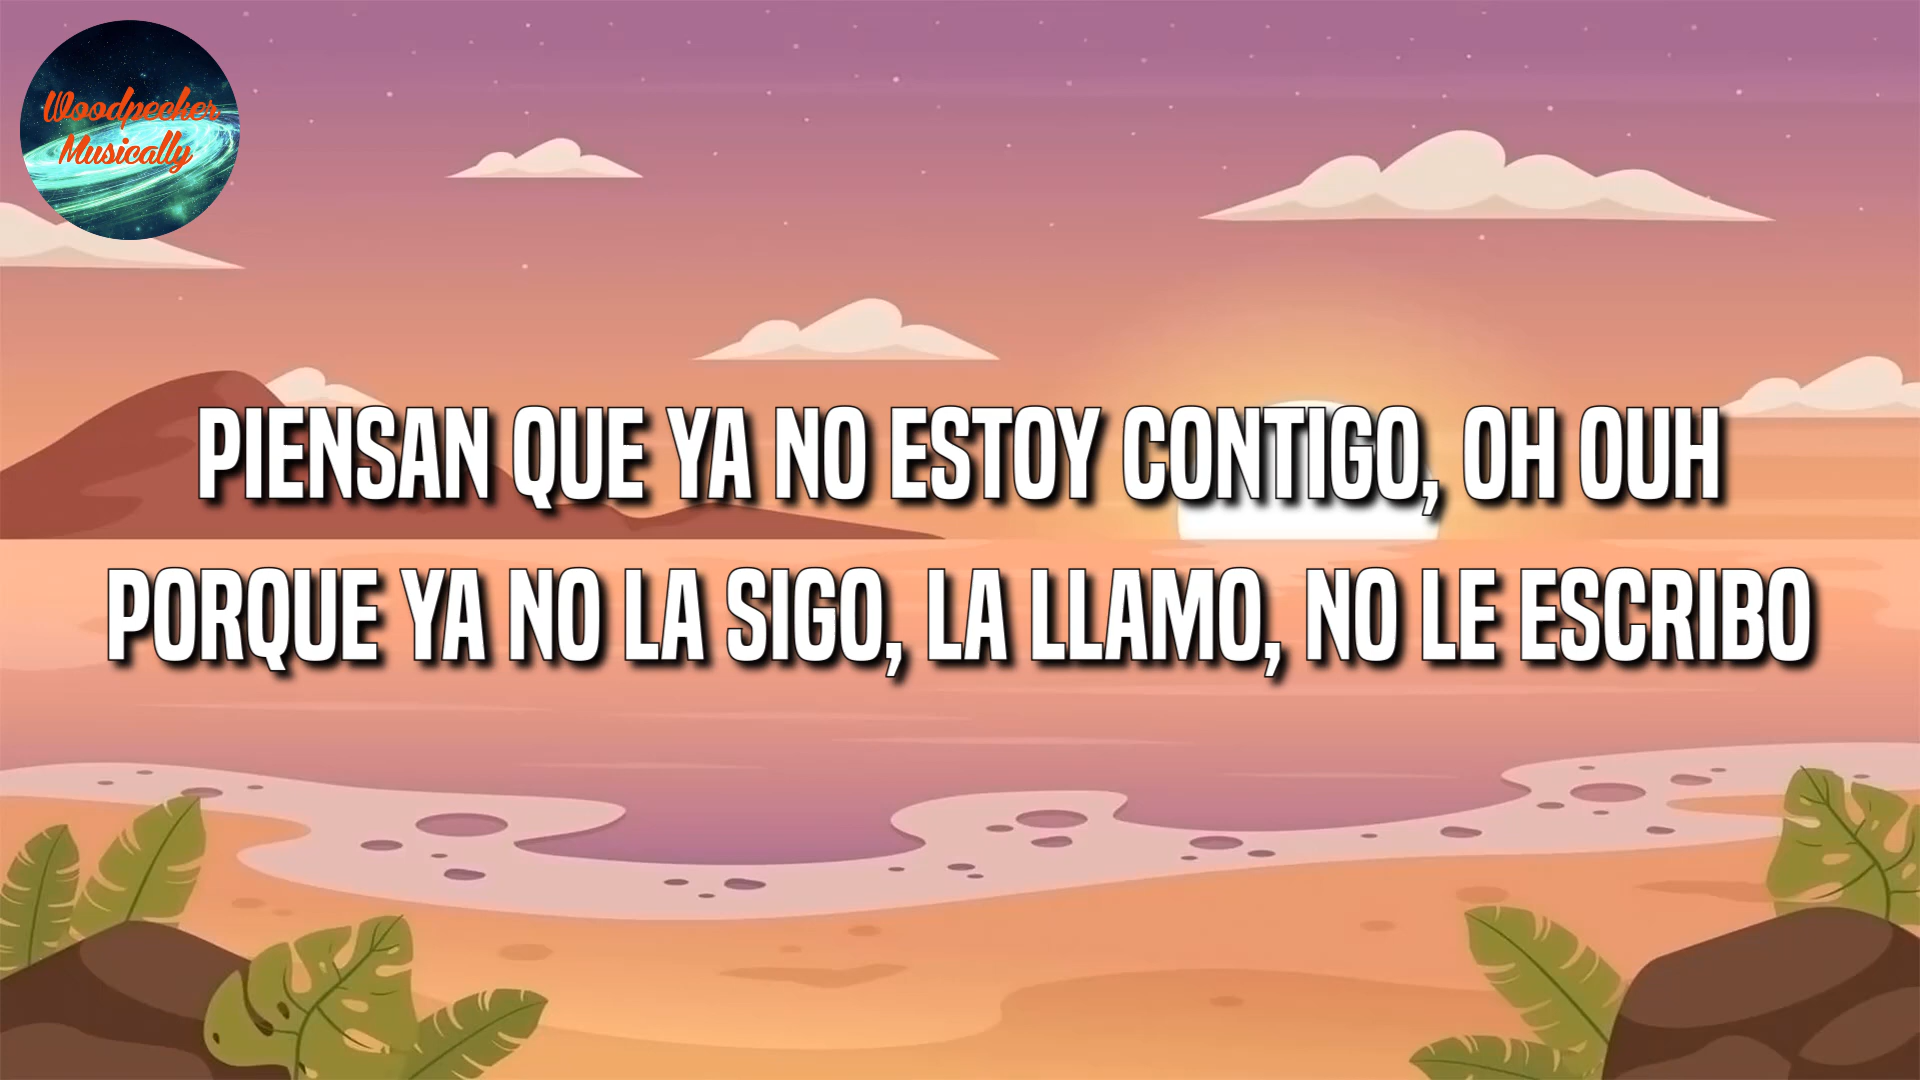 Woodpecker
Musically
PIENSAN QUE YA NO ESTOY CONTIGO, OH OUH
PORQUE YA NO LA SIGO, LA LLAMO, NO LE ESCRIBO